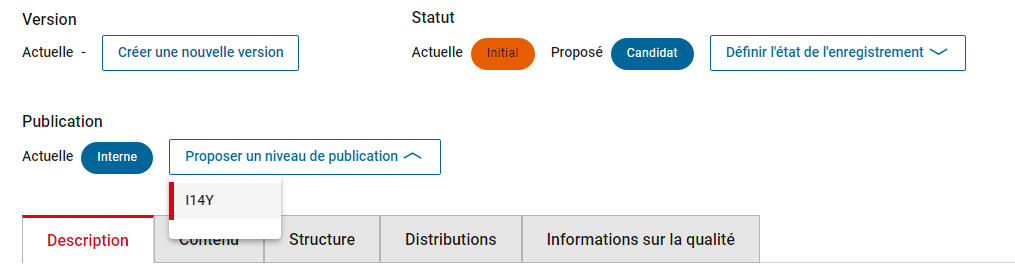 Version
Actuelle - Créer une nouvelle version
Statut
Actuelle Initial Proposé Candidat Définir l'état de l'enregistrement
Publication
Actuelle Interne Proposer un niveau de publication
I14Y
Description Contenu Structure Distributions Informations sur la qualité